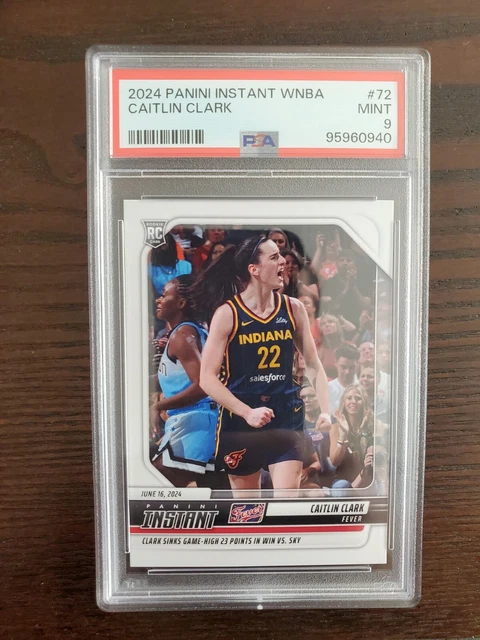 2024 PANINI INSTANT WNBA #72
CAITLIN CLARK MINT
9
PSA 95960940
RC
INDIANA
22
salesforce
JUNE 16, 2024
PANINI
INSTANT
Fever
CAITLIN CLARK
FEVER
CLARK SINKS GAME-HIGH 23 POINTS IN WIN VS. SKY